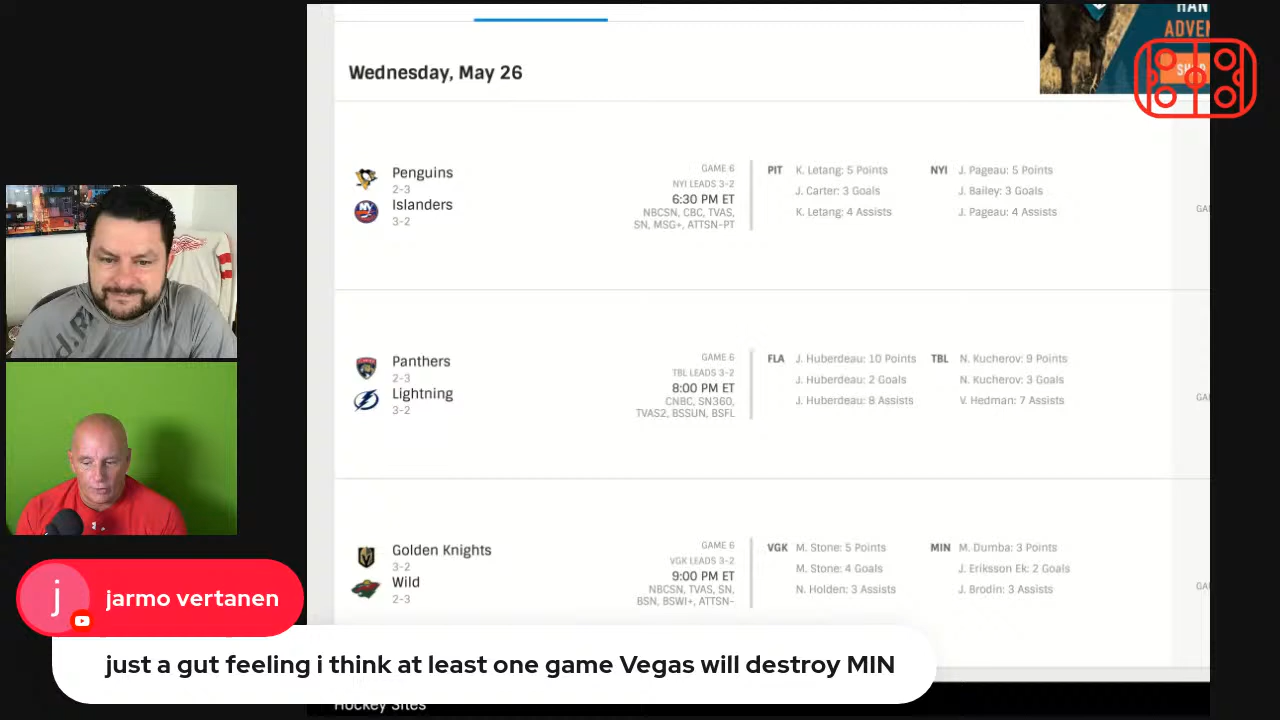 HAN
ADVEN
SHOP
Wednesday, May 26
Penguins
2-3
Islanders
3-2
GAME 6
NYI LEADS 3-2
6:30 PM ET
NBCSN, CBC, TVAS,
SN, MSG+, ATTSN-PT
PIT K. Letang: 5 Points
J. Carter: 3 Goals
K. Letang: 4 Assists
NYI J. Pageau: 5 Points
J. Bailey: 3 Goals
J. Pageau: 4 Assists
GA
Panthers
2-3
Lightning
3-2
GAME 6
TBL LEADS 3-2
8:00 PM ET
CNBC, SN360,
TVAS2, BSSUN, BSFL
FLA J. Huberdeau: 10 Points
J. Huberdeau: 2 Goals
J. Huberdeau: 8 Assists
TBL N. Kucherov: 9 Points
N. Kucherov: 3 Goals
V. Hedman: 7 Assists
GA
Golden Knights
3-2
Wild
2-3
GAME 6
VGK LEADS 3-2
9:00 PM ET
NBCSN, TVAS, SN,
BSN, BSWI+, ATTSN-
VGK M. Stone: 5 Points
M. Stone: 4 Goals
N. Holden: 3 Assists
MIN M. Dumba: 3 Points
J. Eriksson Ek: 2 Goals
J. Brodin: 3 Assists
GA
j
jarmo vertanen
just a gut feeling i think at least one game Vegas will destroy MIN
Hockey Sites